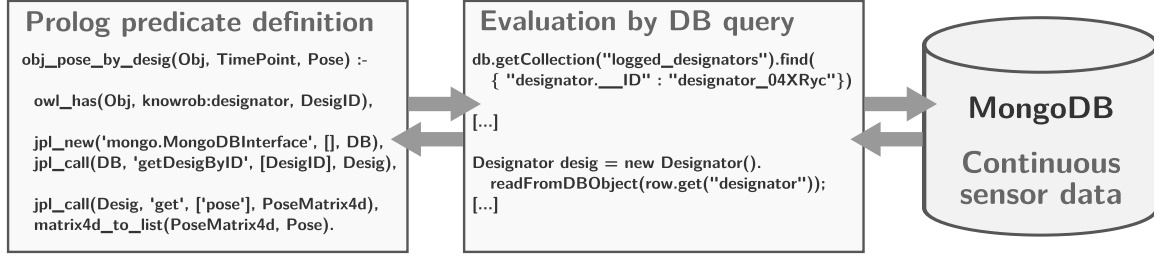 Prolog predicate definition
obj_pose_by_desig(Obj, TimePoint, Pose) :-
owl_has(Obj, knowrob:designator, DesigID),
jpl_new('mongo.MongoDBInterface', [], DB),
jpl_call(DB, 'getDesigByID', [DesigID], Desig),
jpl_call(Desig, 'get', ['pose'], PoseMatrix4d),
matrix4d_to_list(PoseMatrix4d, Pose).
Evaluation by DB query
db.getCollection("logged_designators").find(
{ "designator.__ID" : "designator_04XRyc"})
[...]
Designator desig = new Designator().
readFromDBObject(row.get("designator"));
[...]
MongoDB
Continuous
sensor data